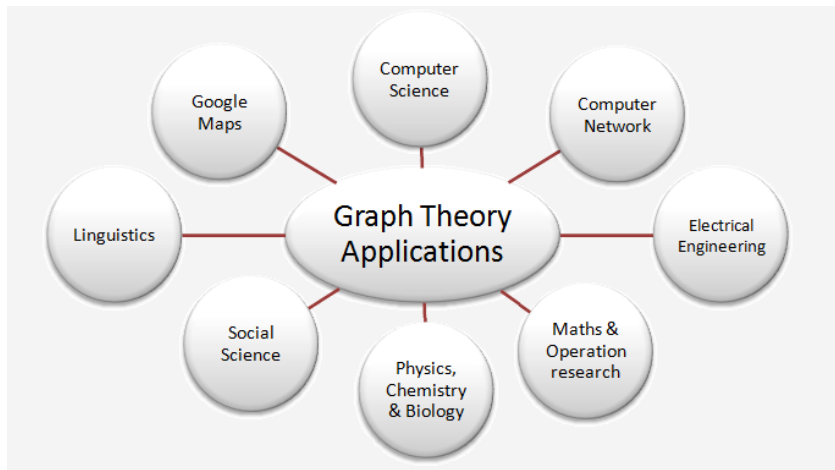 Computer
Science
Google
Maps
Computer
Network
Graph Theory
Applications
Linguistics
Electrical
Engineering
Social
Science
Maths &
Operation
research
Physics,
Chemistry
& Biology